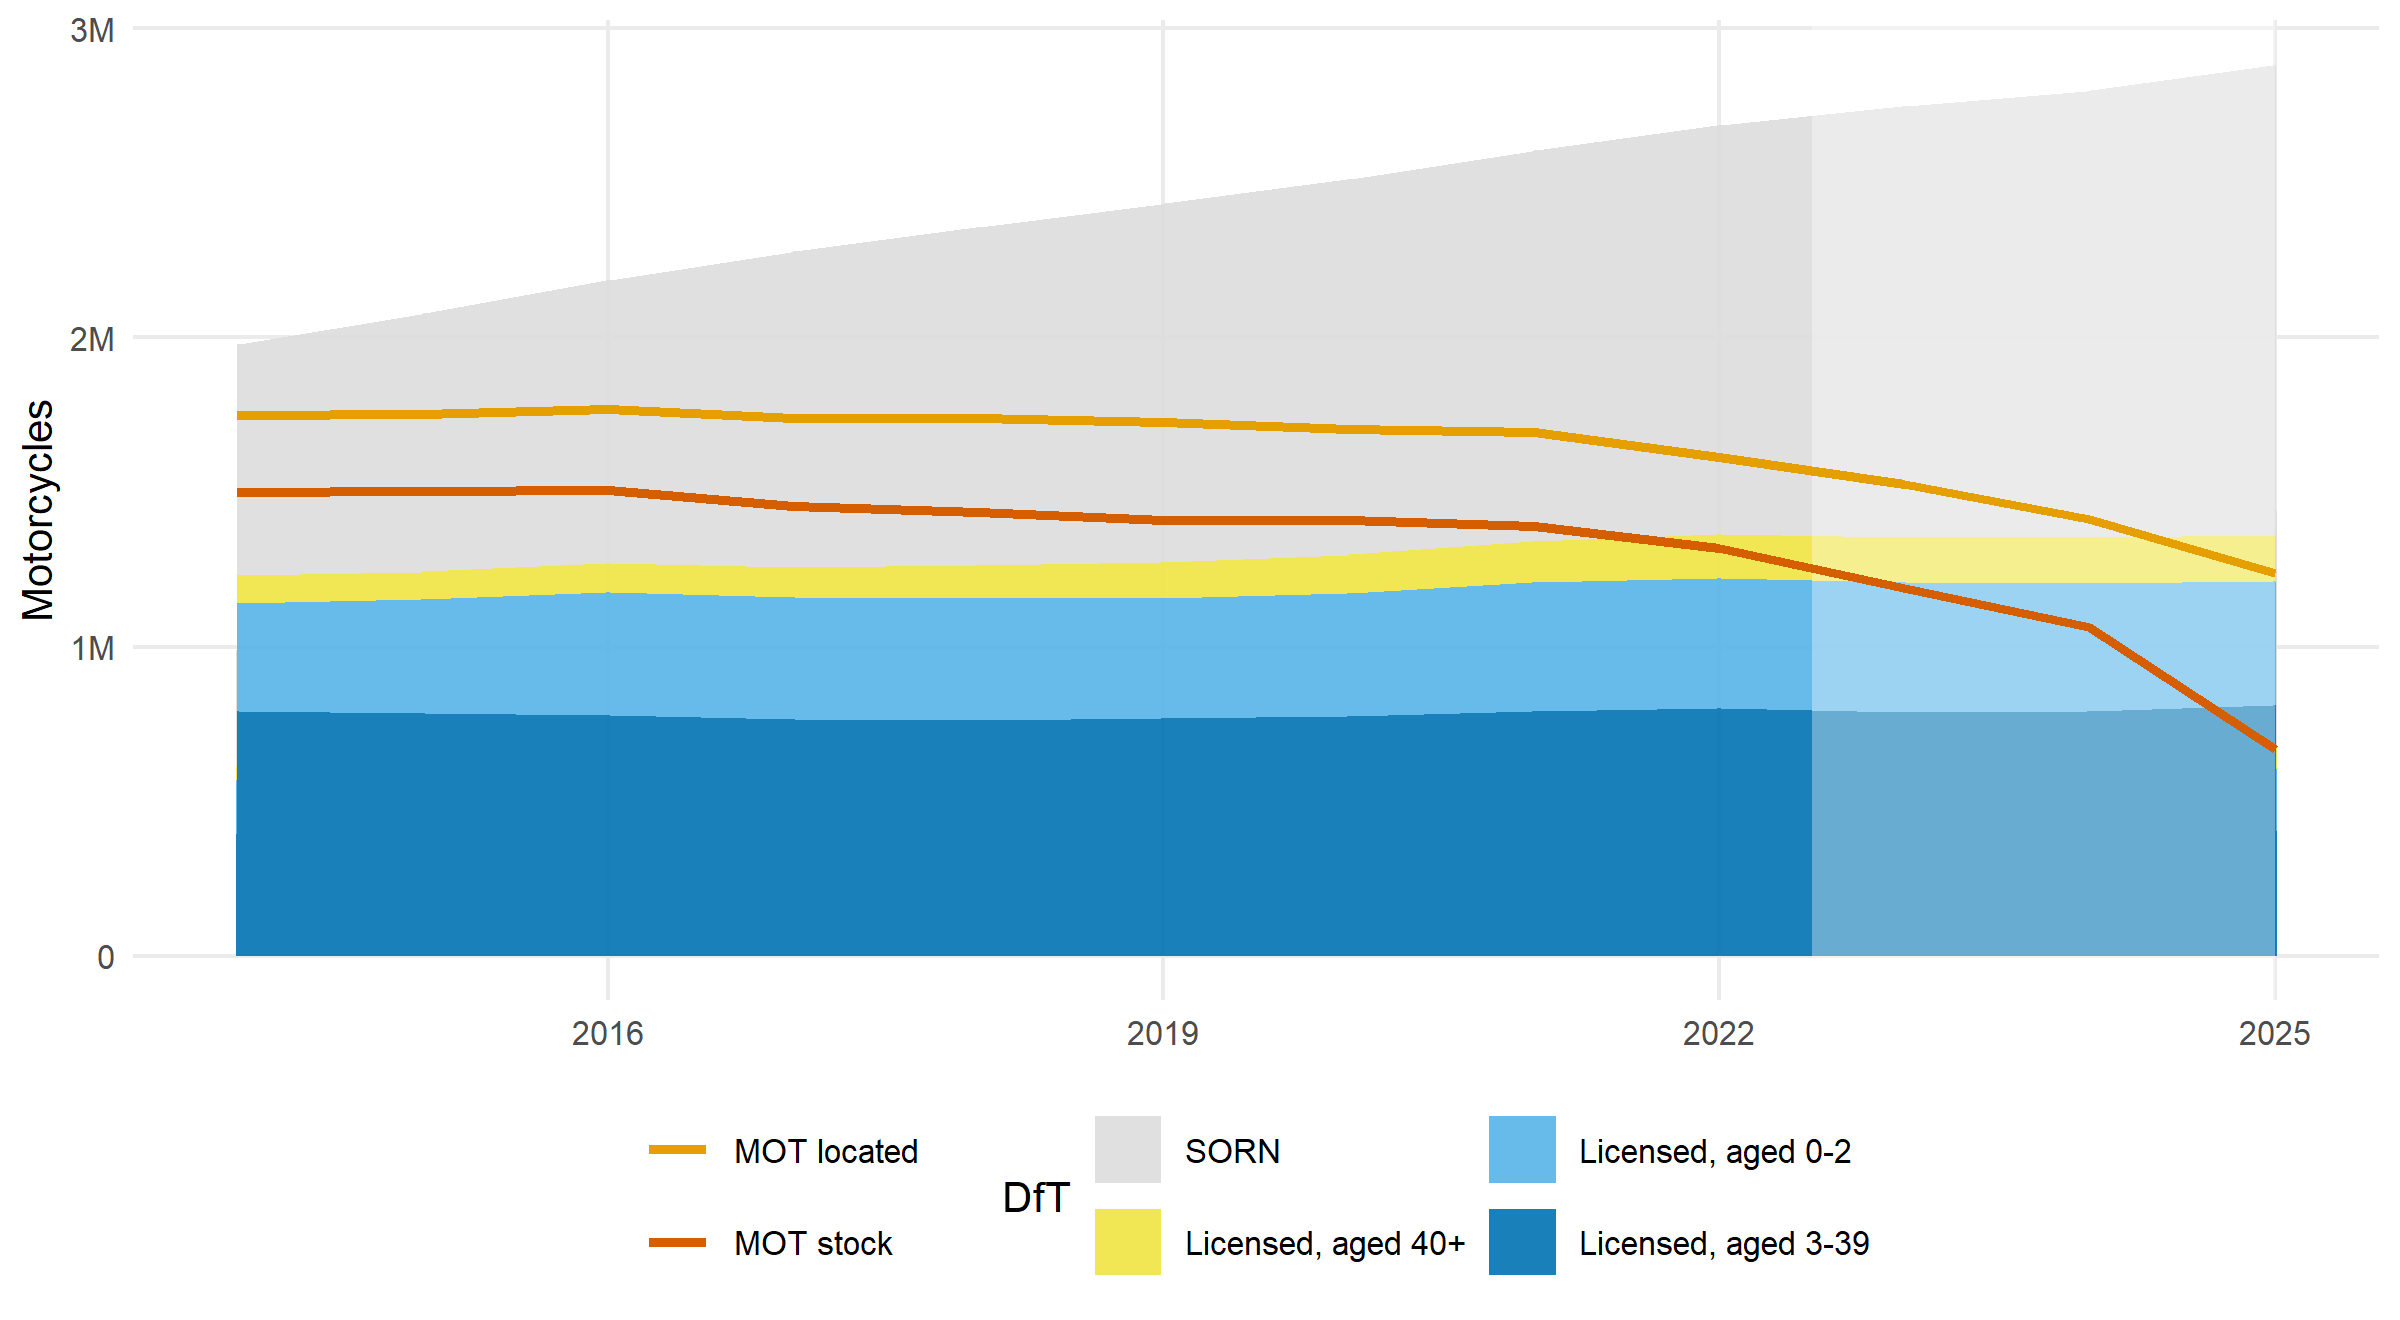 3M
2M
1M
0
Motorcycles
2016 2019 2022 2025
MOT located
MOT stock
DfT
SORN
Licensed, aged 40+
Licensed, aged 0-2
Licensed, aged 3-39